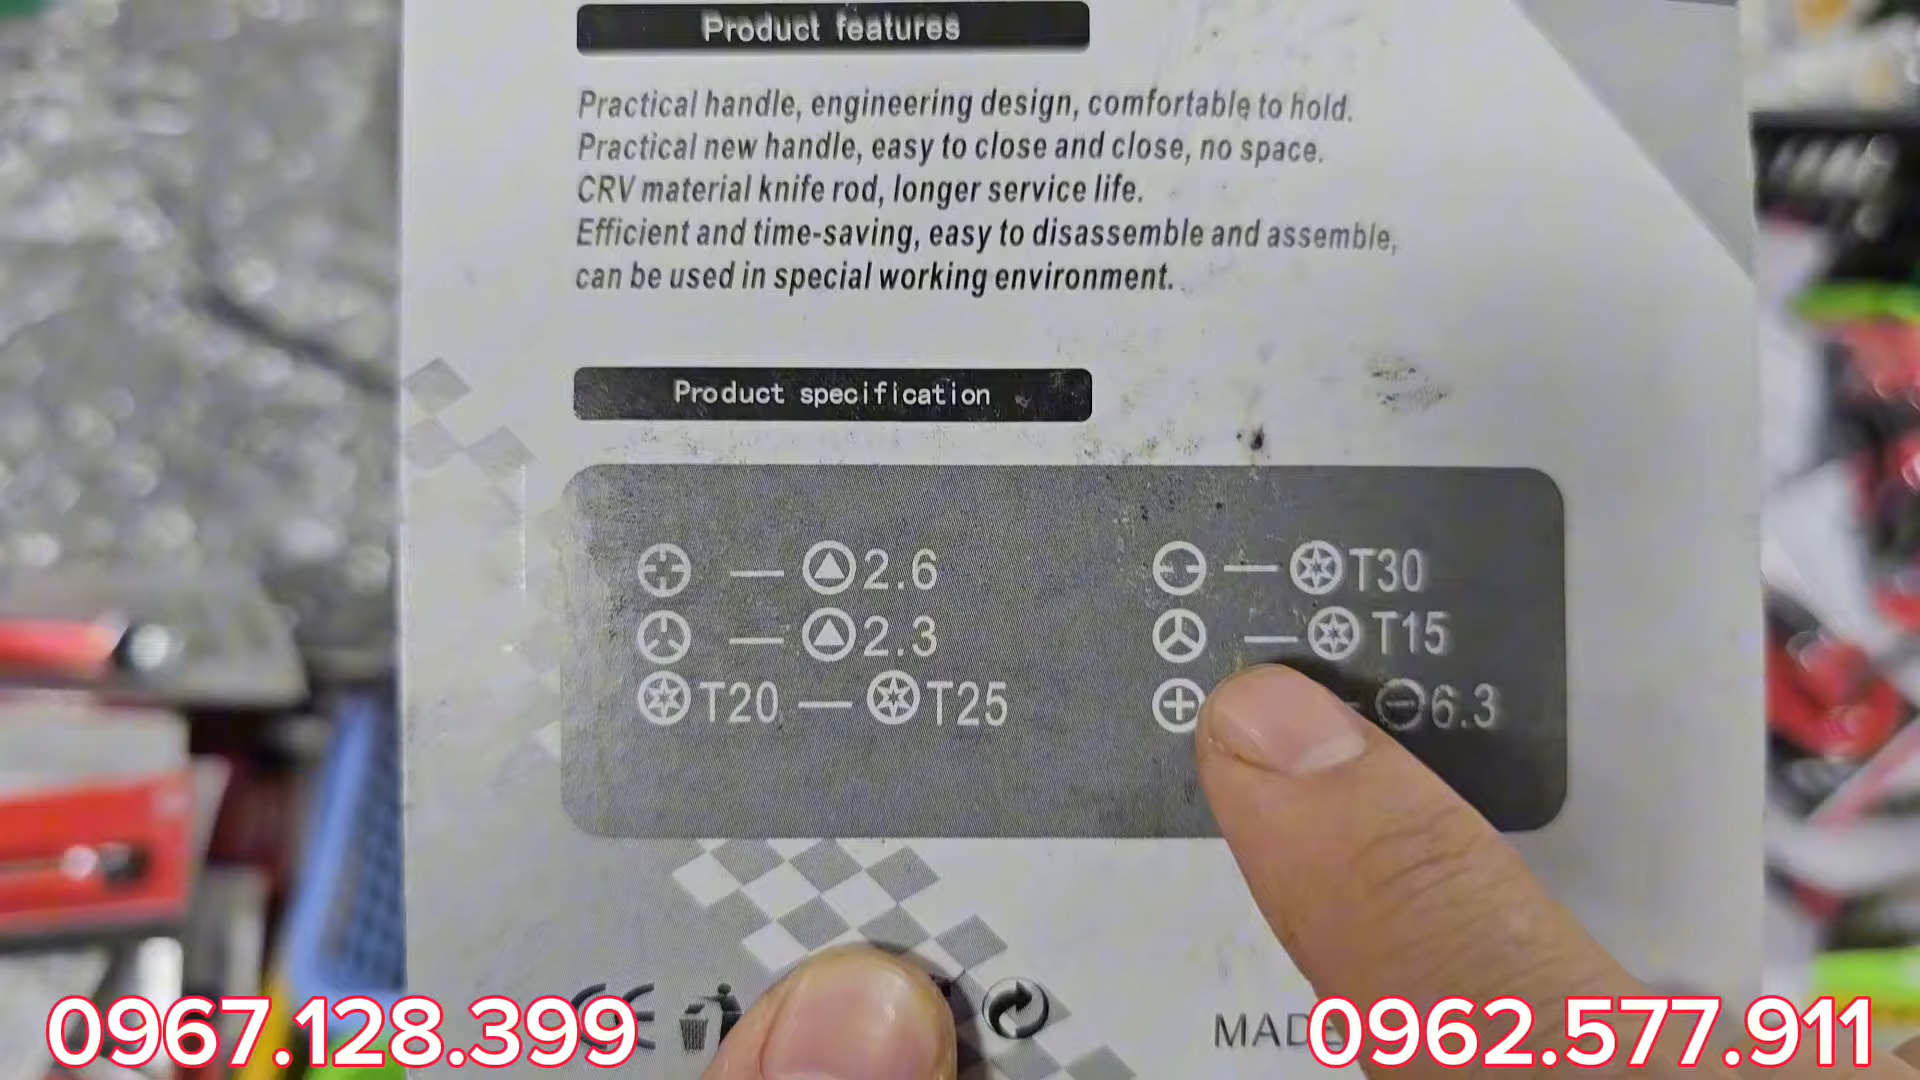 Product features
Practical handle, engineering design, comfortable to hold.
Practical new handle, easy to close and close, no space.
CRV material knife rod, longer service life.
Efficient and time-saving, easy to disassemble and assemble,
can be used in special working environment.
Product specification
— 2.6
— T30
— 2.3
— T15
T20 — T25
- 6.3
CE
MADE
0967.128.399
0962.577.911